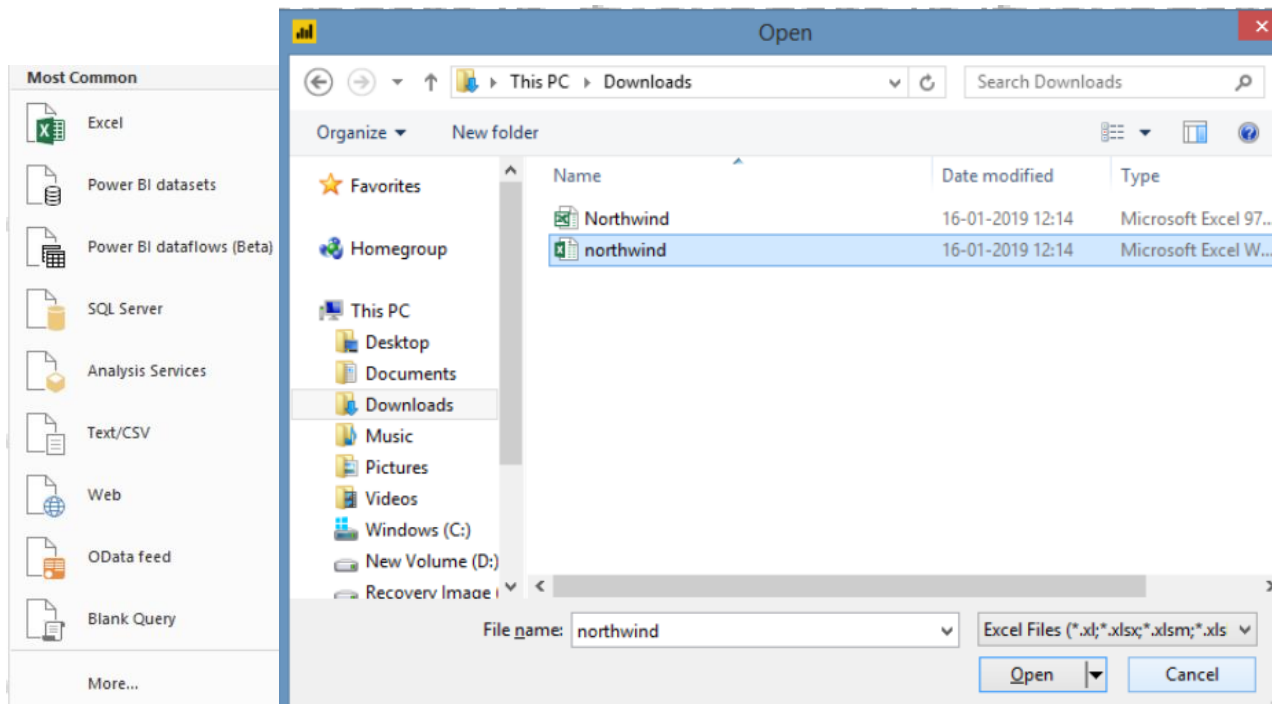 Most Common
Excel
Power BI datasets
Power BI dataflows (Beta)
SQL Server
Analysis Services
Text/CSV
Web
OData feed
Blank Query
More...
Open
This PC Downloads
Search Downloads
Organize New folder
Favorites
Homegroup
This PC
Desktop
Documents
Downloads
Music
Pictures
Videos
Windows (C:)
New Volume (D:)
Recovery Image
Name Date modified Type
Northwind 16-01-2019 12:14 Microsoft Excel 97...
northwind 16-01-2019 12:14 Microsoft Excel W...
File name: northwind
Excel Files (*.xl;*.xlsx;*.xlsm;*.xls
Open Cancel